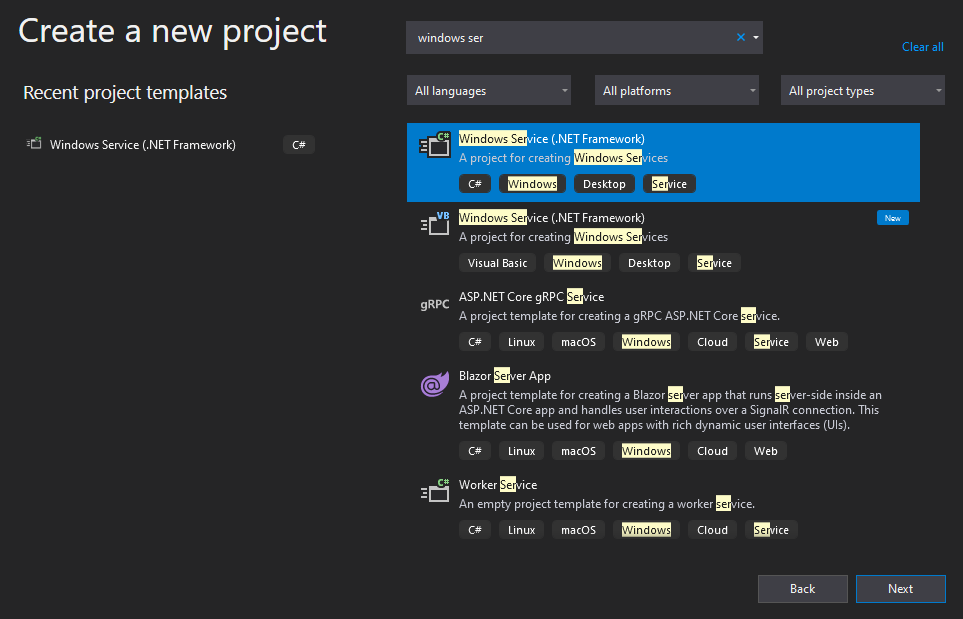 Create a new project
windows ser
Clear all
Recent project templates
All languages
All platforms
All project types
Windows Service (.NET Framework)
C#
C#
Windows Service (.NET Framework)
A project for creating Windows Services
C#
Windows
Desktop
Service
VB
Windows Service (.NET Framework)
New
A project for creating Windows Services
Visual Basic
Windows
Desktop
Service
gRPC
ASP.NET Core gRPC Service
A project template for creating a gRPC ASP.NET Core service.
C#
Linux
macOS
Windows
Cloud
Service
Web
Blazor Server App
A project template for creating a Blazor server app that runs server-side inside an
ASP.NET Core app and handles user interactions over a SignalR connection. This
template can be used for web apps with rich dynamic user interfaces (UIs).
C#
Linux
macOS
Windows
Cloud
Web
C#
Worker Service
An empty project template for creating a worker service.
C#
Linux
macOS
Windows
Cloud
Service
Back
Next